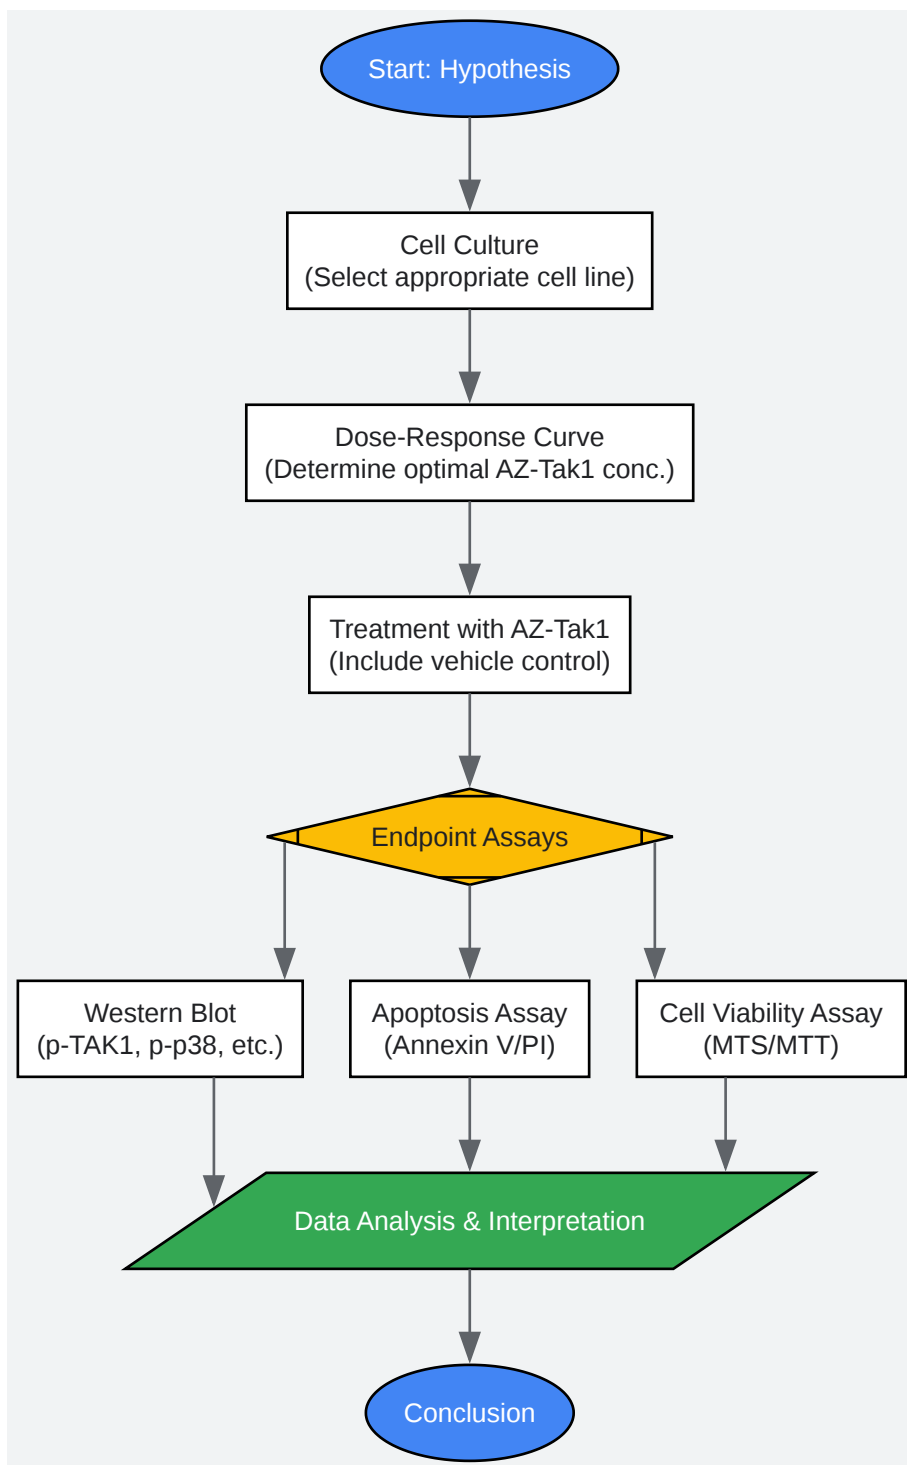 Start: Hypothesis
Cell Culture
(Select appropriate cell line)
Dose-Response Curve
(Determine optimal AZ-Tak1 conc.)
Treatment with AZ-Tak1
(Include vehicle control)
Endpoint Assays
Western Blot
(p-TAK1, p-p38, etc.)
Apoptosis Assay
(Annexin V/PI)
Cell Viability Assay
(MTS/MTT)
Data Analysis & Interpretation
Conclusion